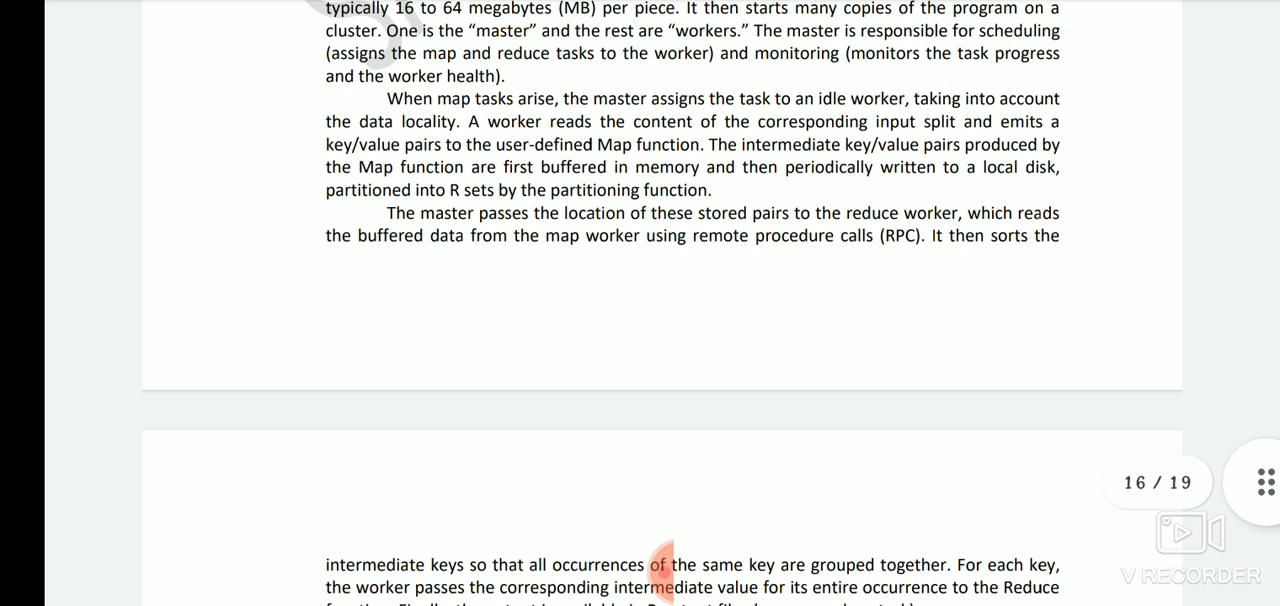 typically 16 to 64 megabytes (MB) per piece. It then starts many copies of the program on a
cluster. One is the “master” and the rest are “workers.” The master is responsible for scheduling
(assigns the map and reduce tasks to the worker) and monitoring (monitors the task progress
and the worker health).
When map tasks arise, the master assigns the task to an idle worker, taking into account
the data locality. A worker reads the content of the corresponding input split and emits a
key/value pairs to the user-defined Map function. The intermediate key/value pairs produced by
the Map function are first buffered in memory and then periodically written to a local disk,
partitioned into R sets by the partitioning function.
The master passes the location of these stored pairs to the reduce worker, which reads
the buffered data from the map worker using remote procedure calls (RPC). It then sorts the
16 / 19
V RECORDER
intermediate keys so that all occurrences of the same key are grouped together. For each key,
the worker passes the corresponding intermediate value for its entire occurrence to the Reduce